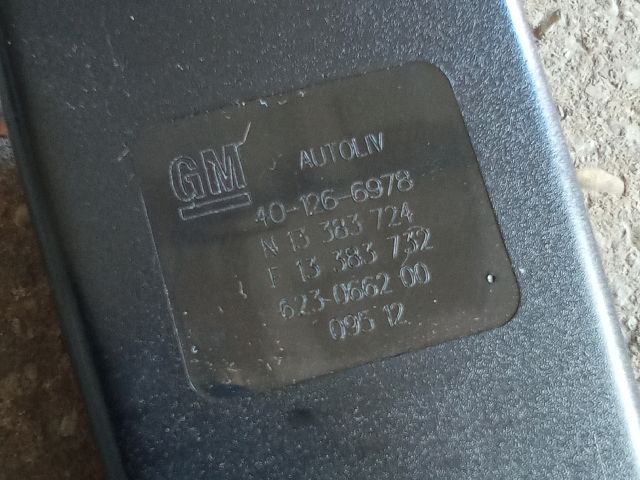 GM AUTOLIV
40-126-6978
N 13 383 724
F 13 383 732
623-0662 00
095 12